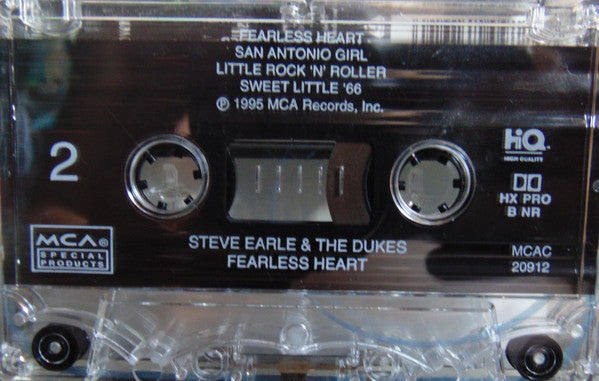 FEARLESS HEART
SAN ANTONIO GIRL
LITTLE ROCK 'N' ROLLER
SWEET LITTLE '66
℗ 1995 MCA Records, Inc.
2
HiQ
HIGH QUALITY
HX PRO
B NR
MCA®
SPECIAL
PRODUCTS
STEVE EARLE & THE DUKES
FEARLESS HEART
MCAC
20912